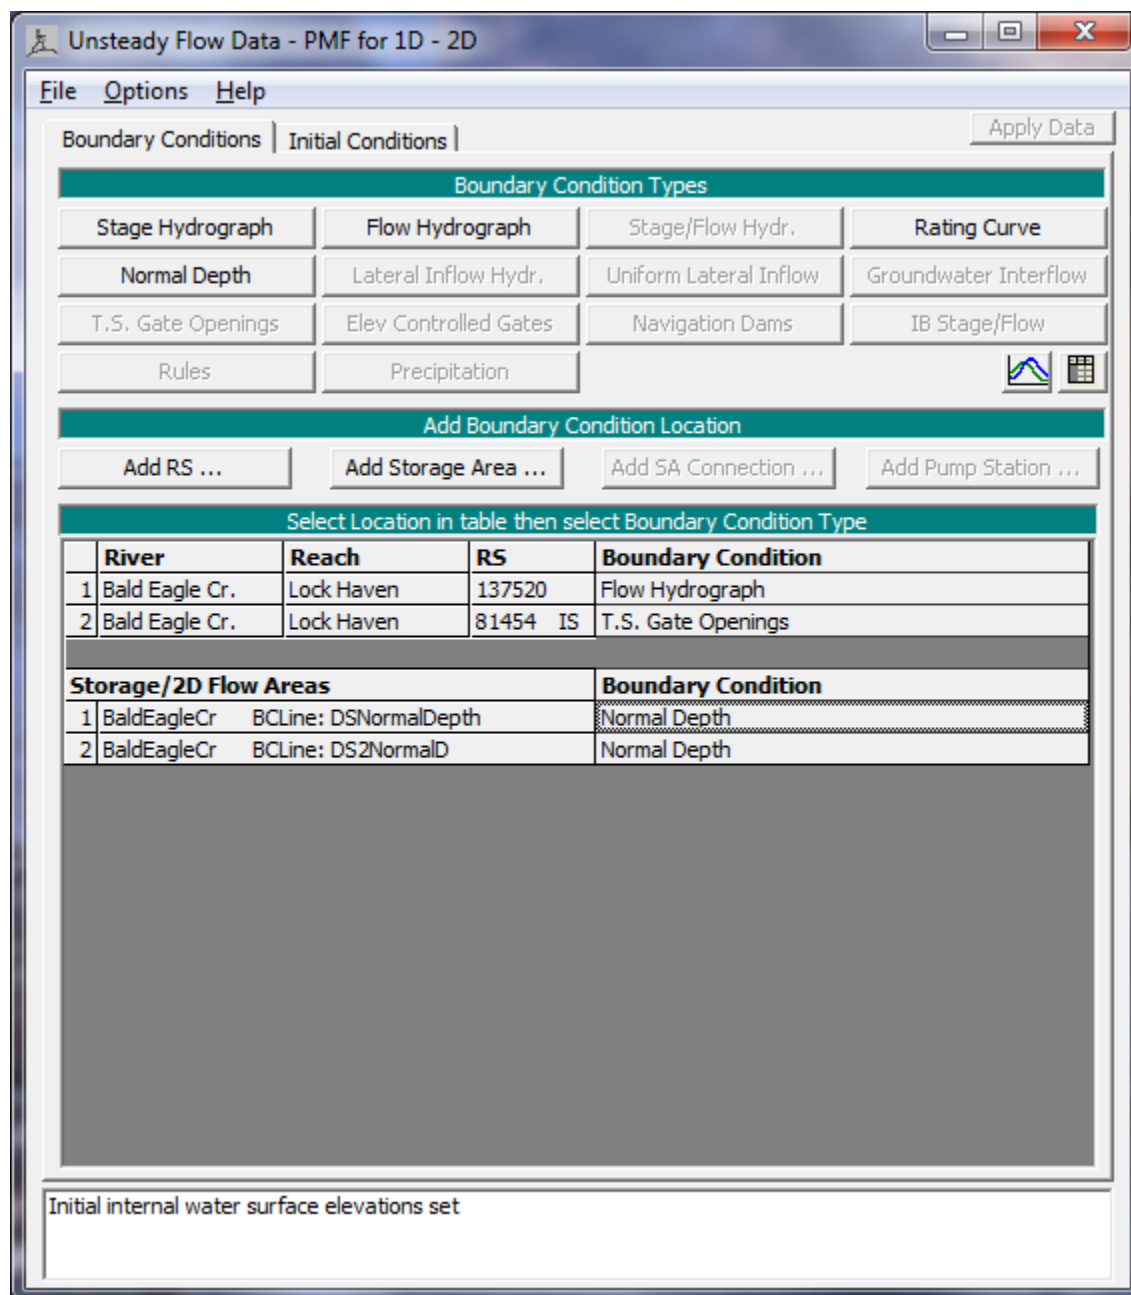 Unsteady Flow Data - PMF for 1D - 2D
File Options Help
Boundary Conditions Initial Conditions Apply Data
Boundary Condition Types
Stage Hydrograph Flow Hydrograph Stage/Flow Hydr. Rating Curve
Normal Depth Lateral Inflow Hydr. Uniform Lateral Inflow Groundwater Interflow
T.S. Gate Openings Elev Controlled Gates Navigation Dams IB Stage/Flow
Rules Precipitation
Add Boundary Condition Location
Add RS ... Add Storage Area ... Add SA Connection ... Add Pump Station ...
Select Location in table then select Boundary Condition Type
River Reach RS Boundary Condition
1 Bald Eagle Cr. Lock Haven 137520 Flow Hydrograph
2 Bald Eagle Cr. Lock Haven 81454 IS T.S. Gate Openings
Storage/2D Flow Areas Boundary Condition
1 BaldEagleCr BCLine: DSNormalDepth Normal Depth
2 BaldEagleCr BCLine: DS2NormalD Normal Depth
Initial internal water surface elevations set